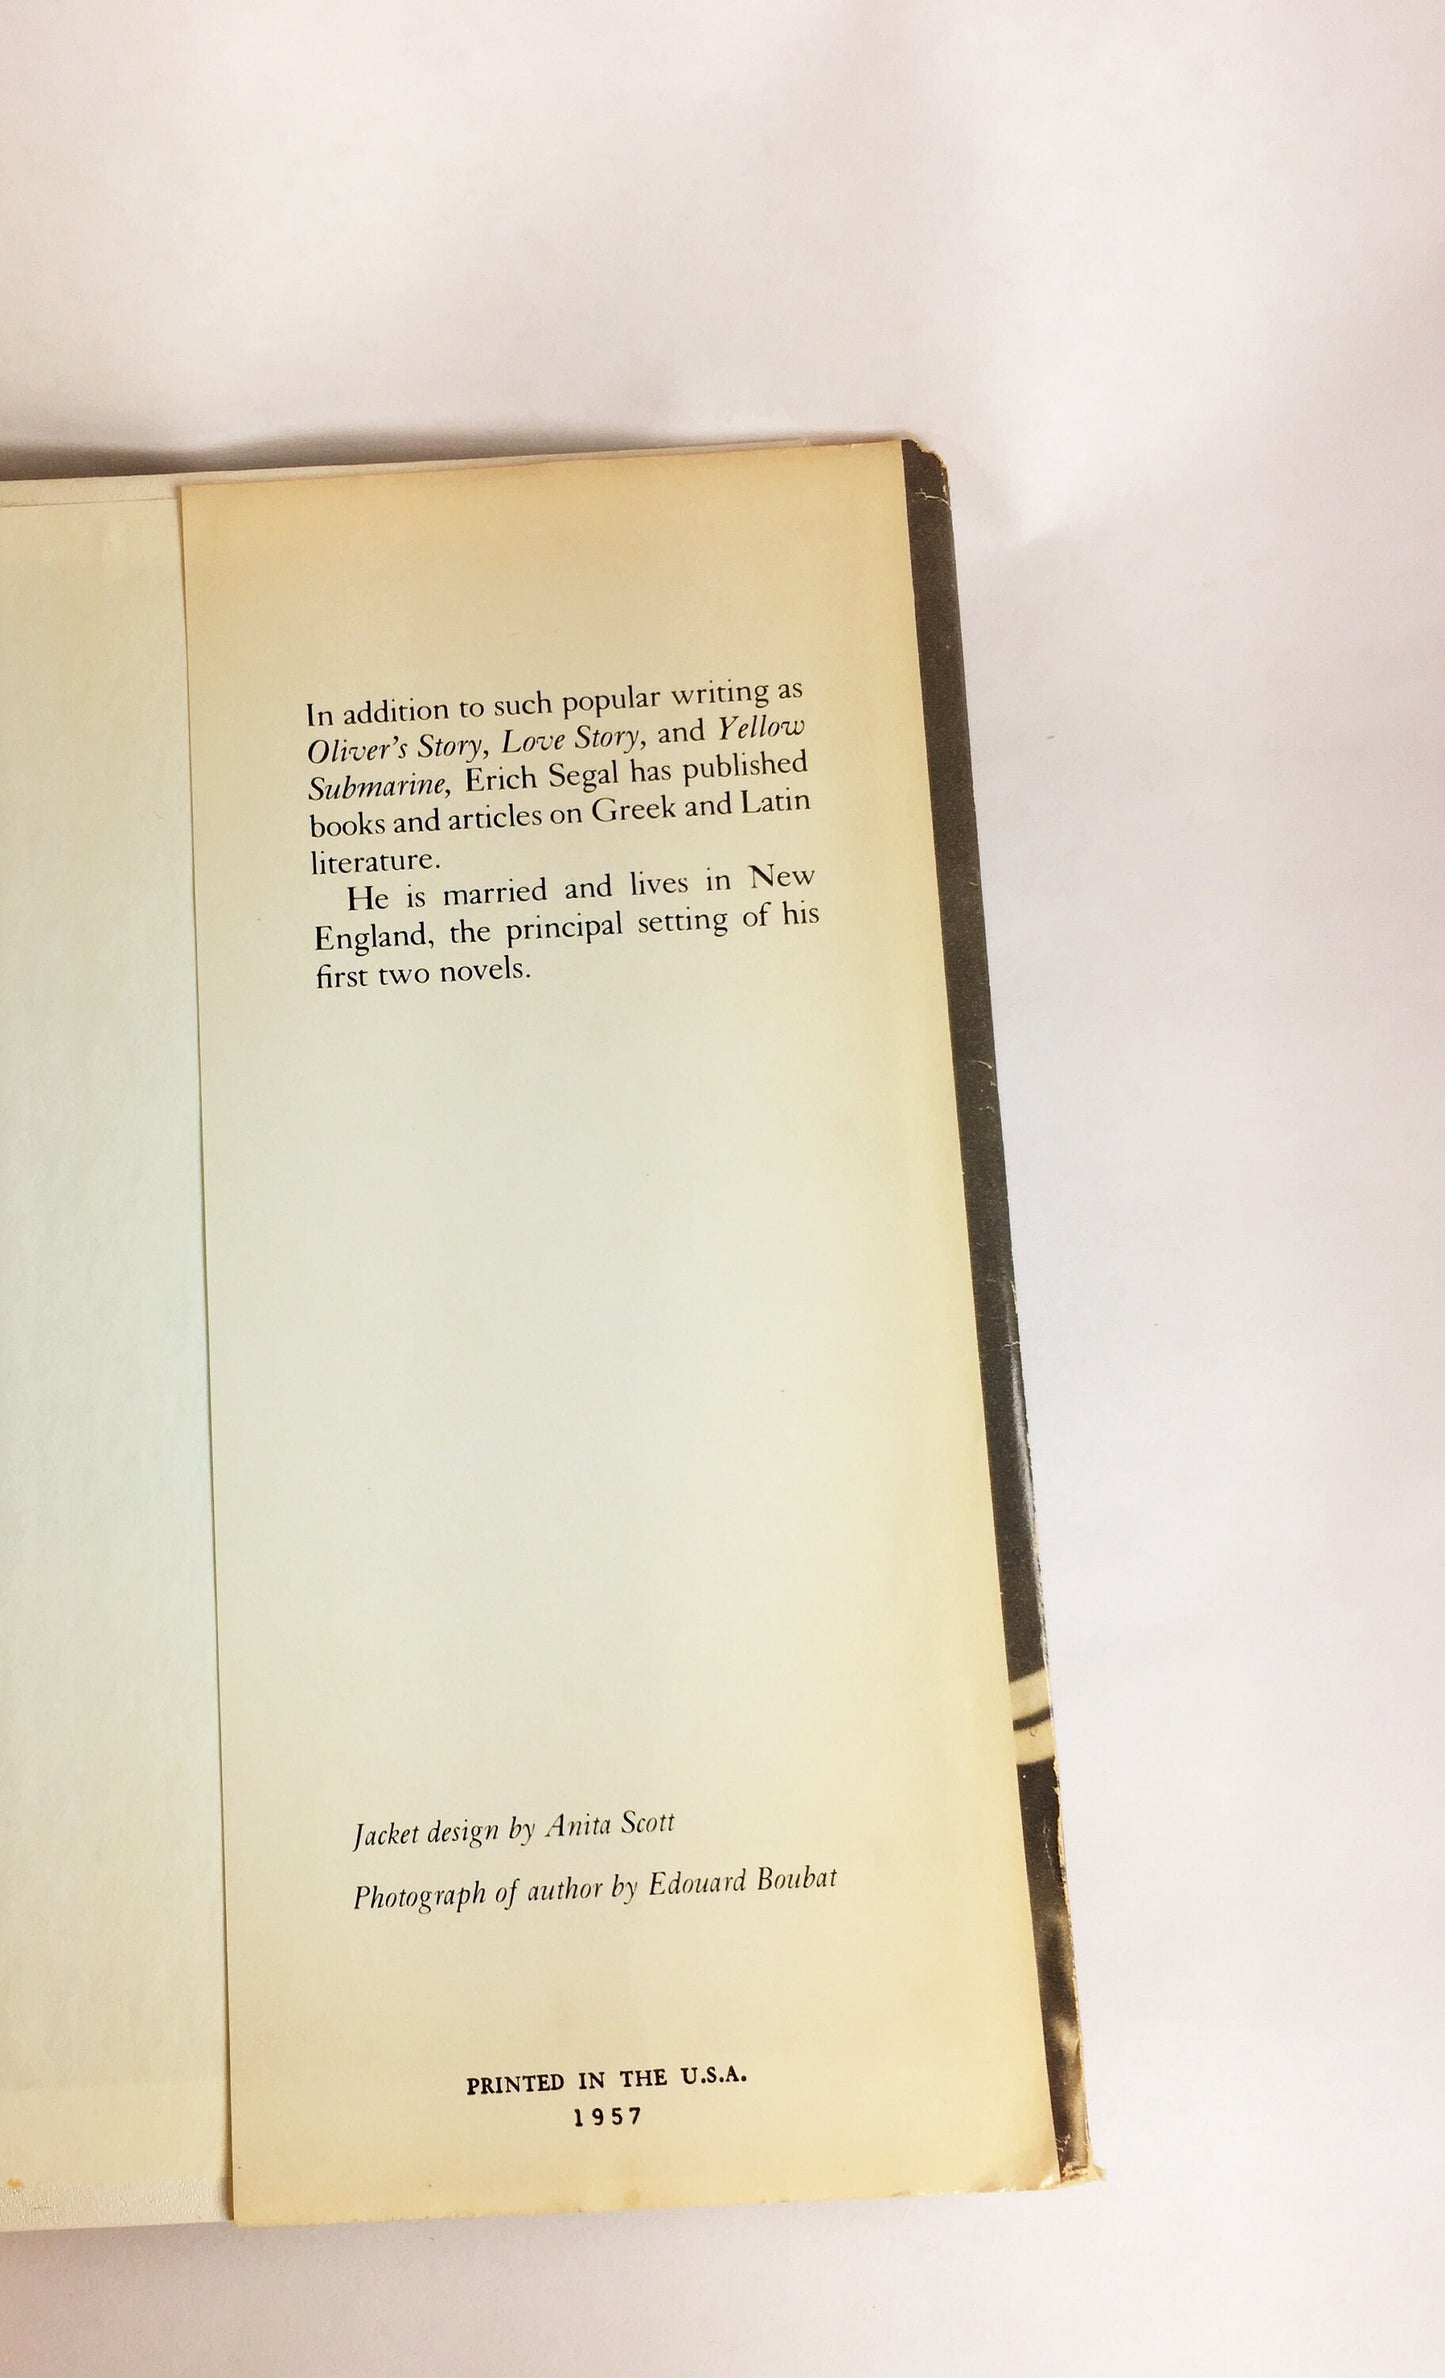 In addition to such popular writing as
Oliver's Story, Love Story, and Yellow
Submarine, Erich Segal has published
books and articles on Greek and Latin
literature.
He is married and lives in New
England, the principal setting of his
first two novels.
Jacket design by Anita Scott
Photograph of author by Edouard Boubat
PRINTED IN THE U.S.A.
1957